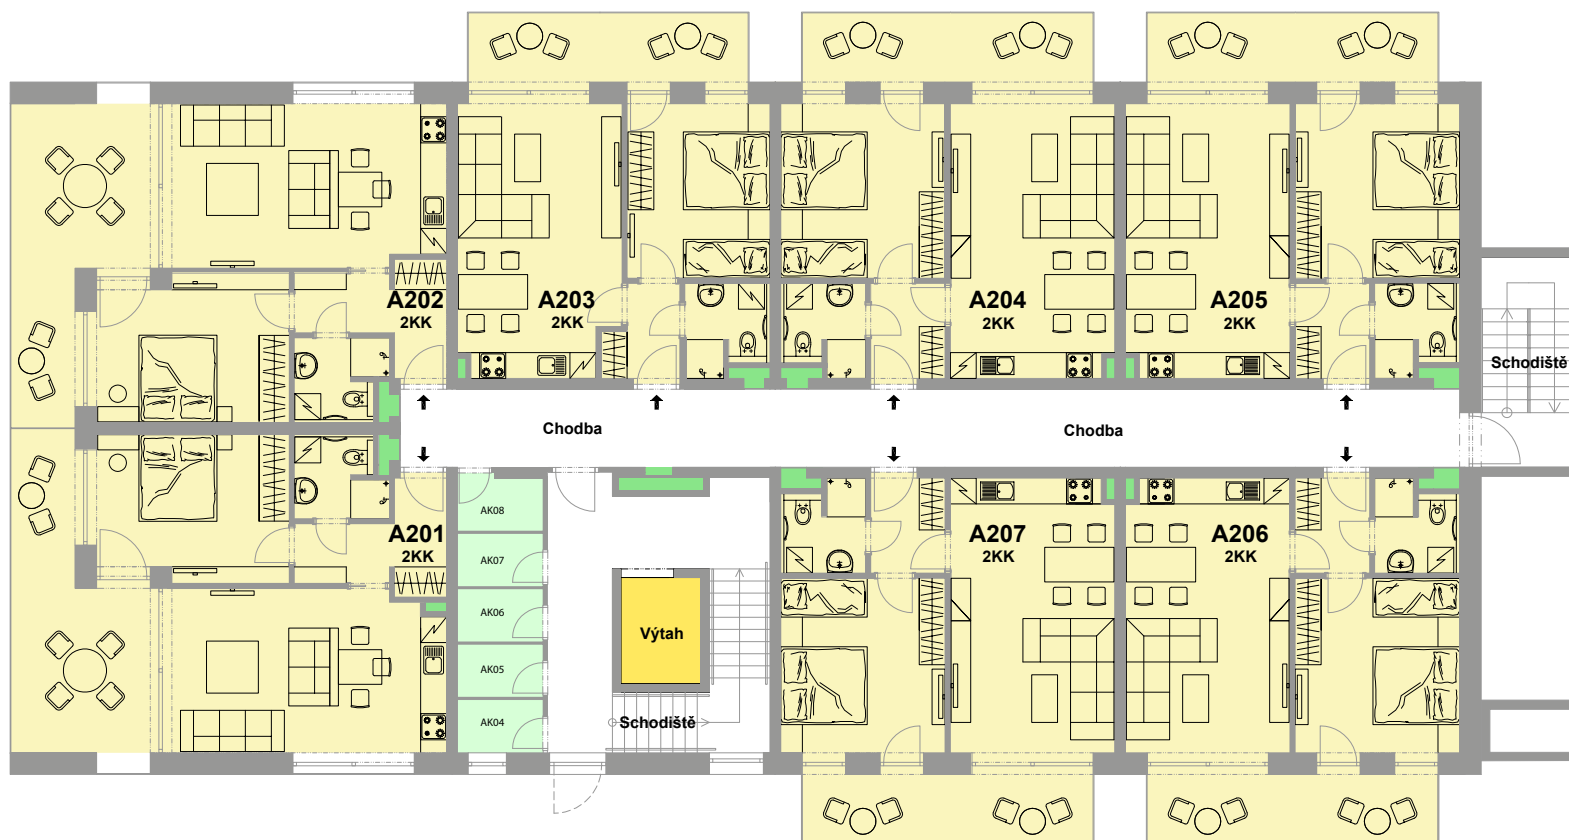 A202
2KK
A203
2KK
A204
2KK
A205
2KK
Schodiště
Chodba
Chodba
A201
2KK
AK08
AK07
AK06
AK05
AK04
Výtah
Schodiště
A207
2KK
A206
2KK